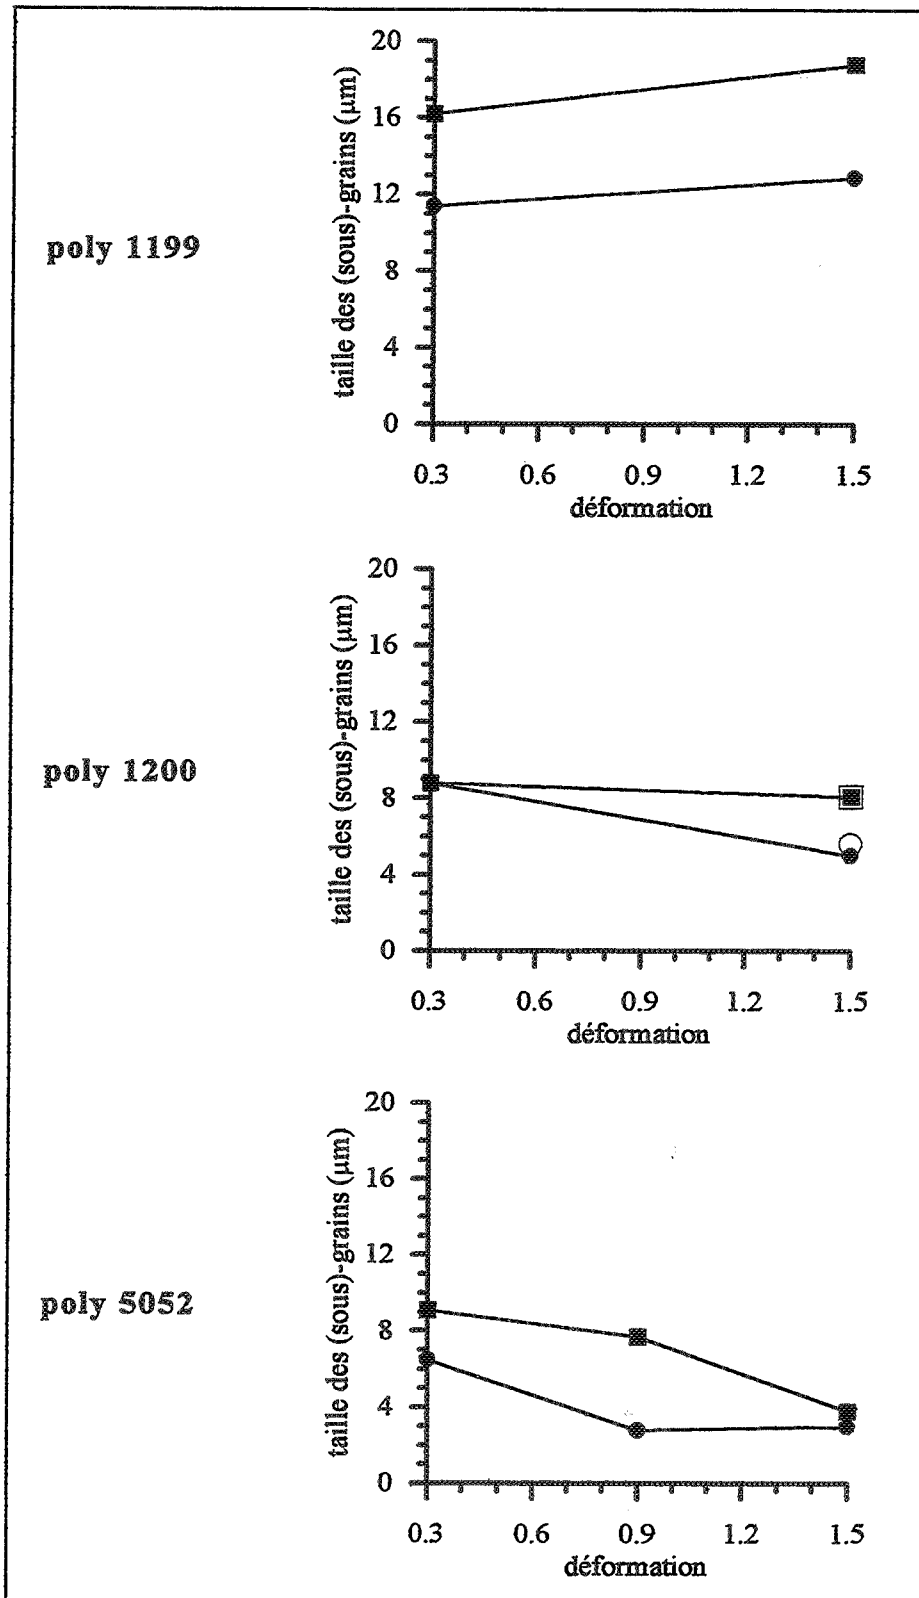 poly 1199
taille des (sous)-grains (μm)
20
16
12
8
4
0
0.3 0.6 0.9 1.2 1.5
déformation
poly 1200
taille des (sous)-grains (μm)
20
16
12
8
4
0
0.3 0.6 0.9 1.2 1.5
déformation
poly 5052
taille des (sous)-grains (μm)
20
16
12
8
4
0
0.3 0.6 0.9 1.2 1.5
déformation